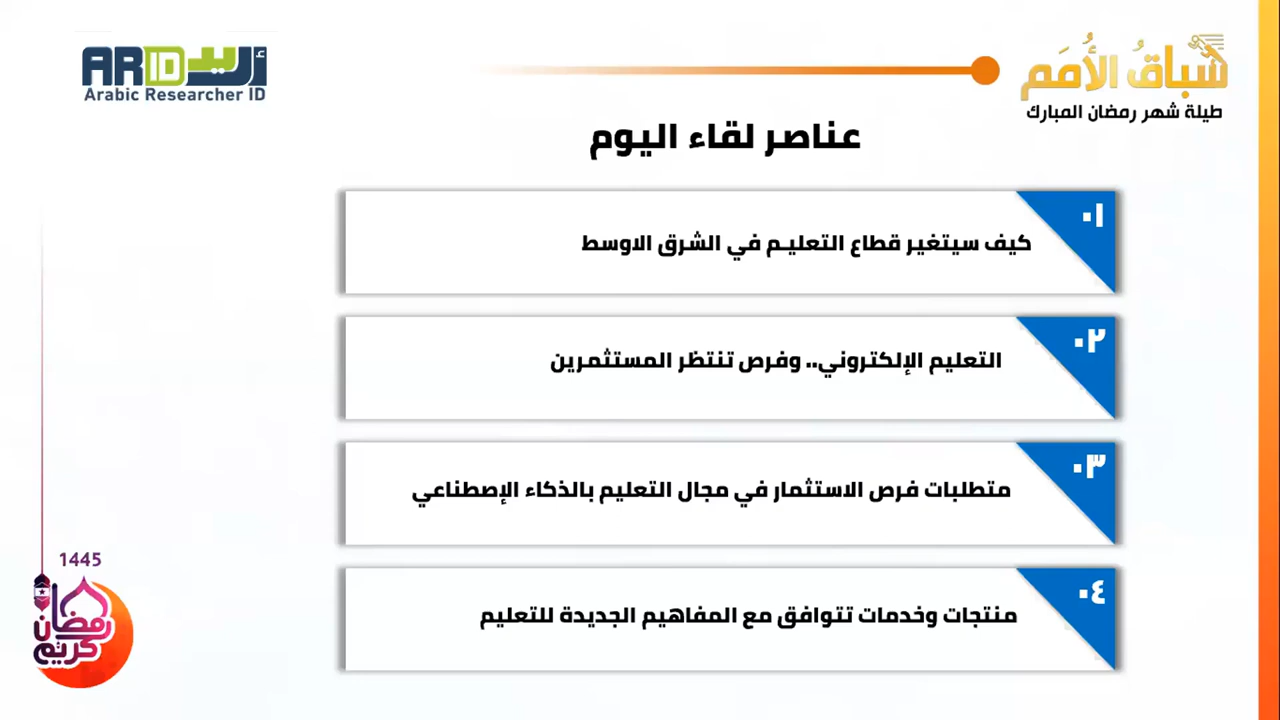 أريد
ARID
Arabic Researcher ID
سباقُ الأُمَم
طيلة شهر رمضان المبارك
عناصر لقاء اليوم
٠١
كيف سيتغير قطاع التعليـم في الشرق الاوسط
٠٢
التعليم الإلكتروني.. وفرص تنتظر المستثمرين
٠٣
متطلبات فرص الاستثمار في مجال التعليم بالذكاء الإصطناعي
٠٤
منتجات وخدمات تتوافق مع المفاهيم الجديدة للتعليم
1445
رمضان
كريم